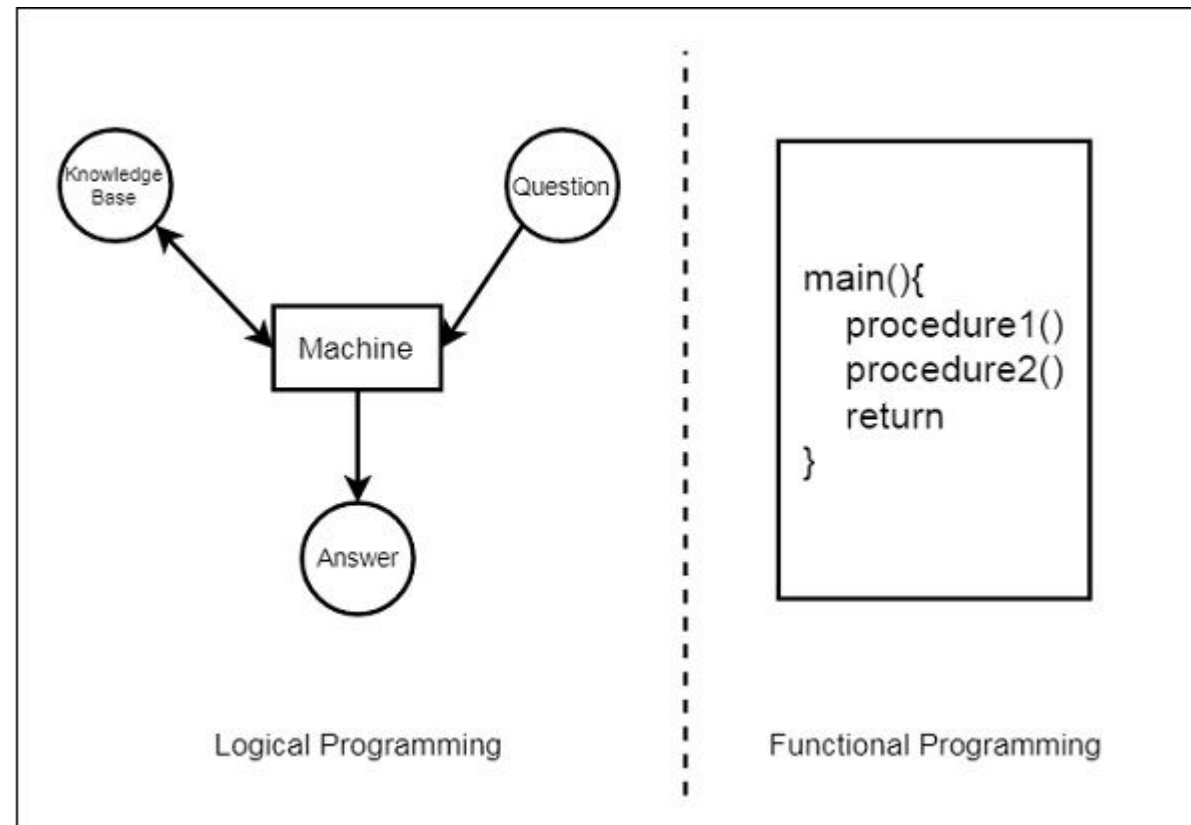 Knowledge
Base
Question
Machine
Answer
Logical Programming
main(){
procedure1()
procedure2()
return
}
Functional Programming